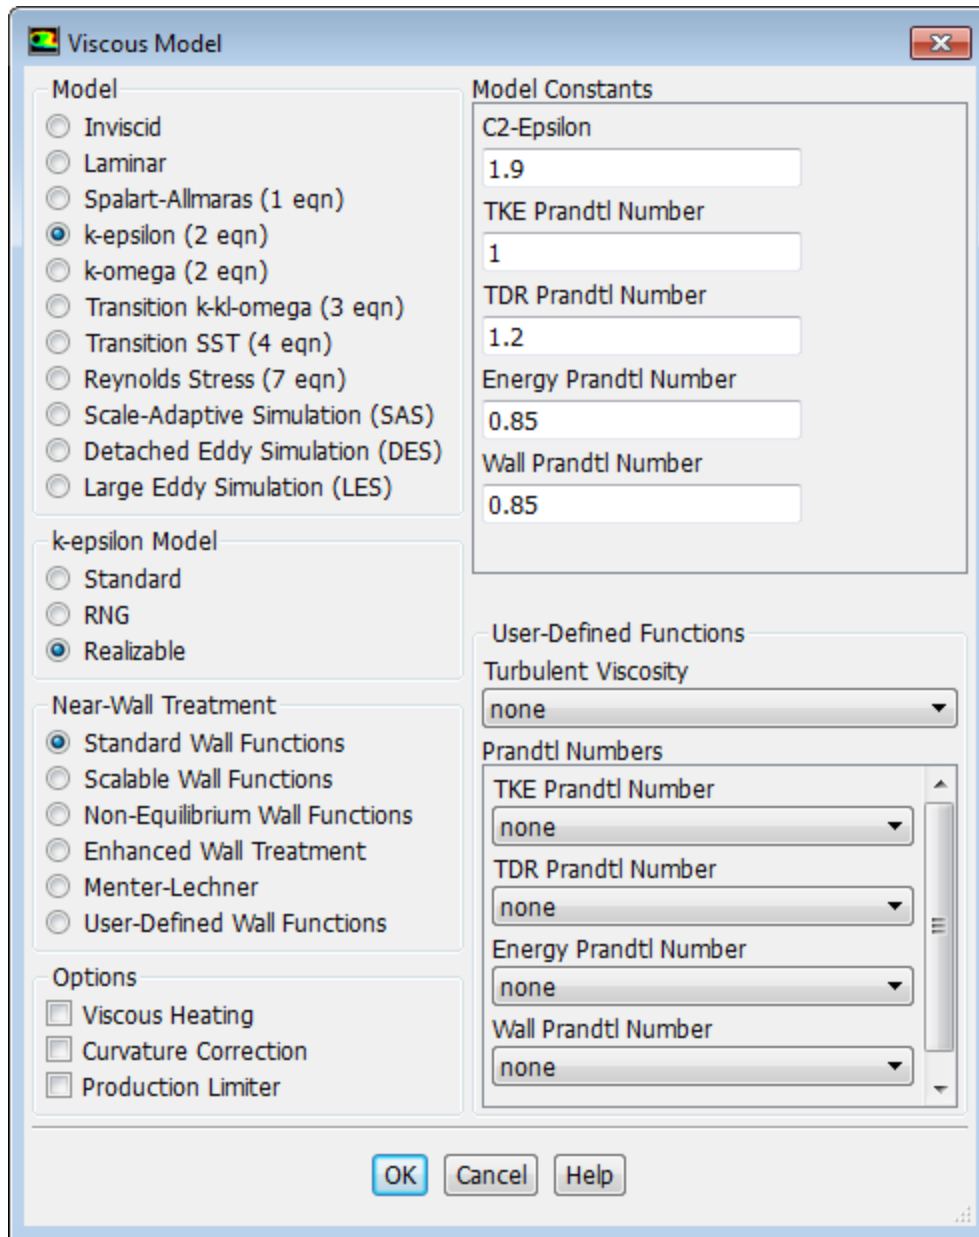 Viscous Model
Model
Inviscid
Laminar
Spalart-Allmaras (1 eqn)
k-epsilon (2 eqn)
k-omega (2 eqn)
Transition k-kl-omega (3 eqn)
Transition SST (4 eqn)
Reynolds Stress (7 eqn)
Scale-Adaptive Simulation (SAS)
Detached Eddy Simulation (DES)
Large Eddy Simulation (LES)
k-epsilon Model
Standard
RNG
Realizable
Near-Wall Treatment
Standard Wall Functions
Scalable Wall Functions
Non-Equilibrium Wall Functions
Enhanced Wall Treatment
Menter-Lechner
User-Defined Wall Functions
Options
Viscous Heating
Curvature Correction
Production Limiter
Model Constants
C2-Epsilon
1.9
TKE Prandtl Number
1
TDR Prandtl Number
1.2
Energy Prandtl Number
0.85
Wall Prandtl Number
0.85
User-Defined Functions
Turbulent Viscosity
none
Prandtl Numbers
TKE Prandtl Number
none
TDR Prandtl Number
none
Energy Prandtl Number
none
Wall Prandtl Number
none
OK Cancel Help